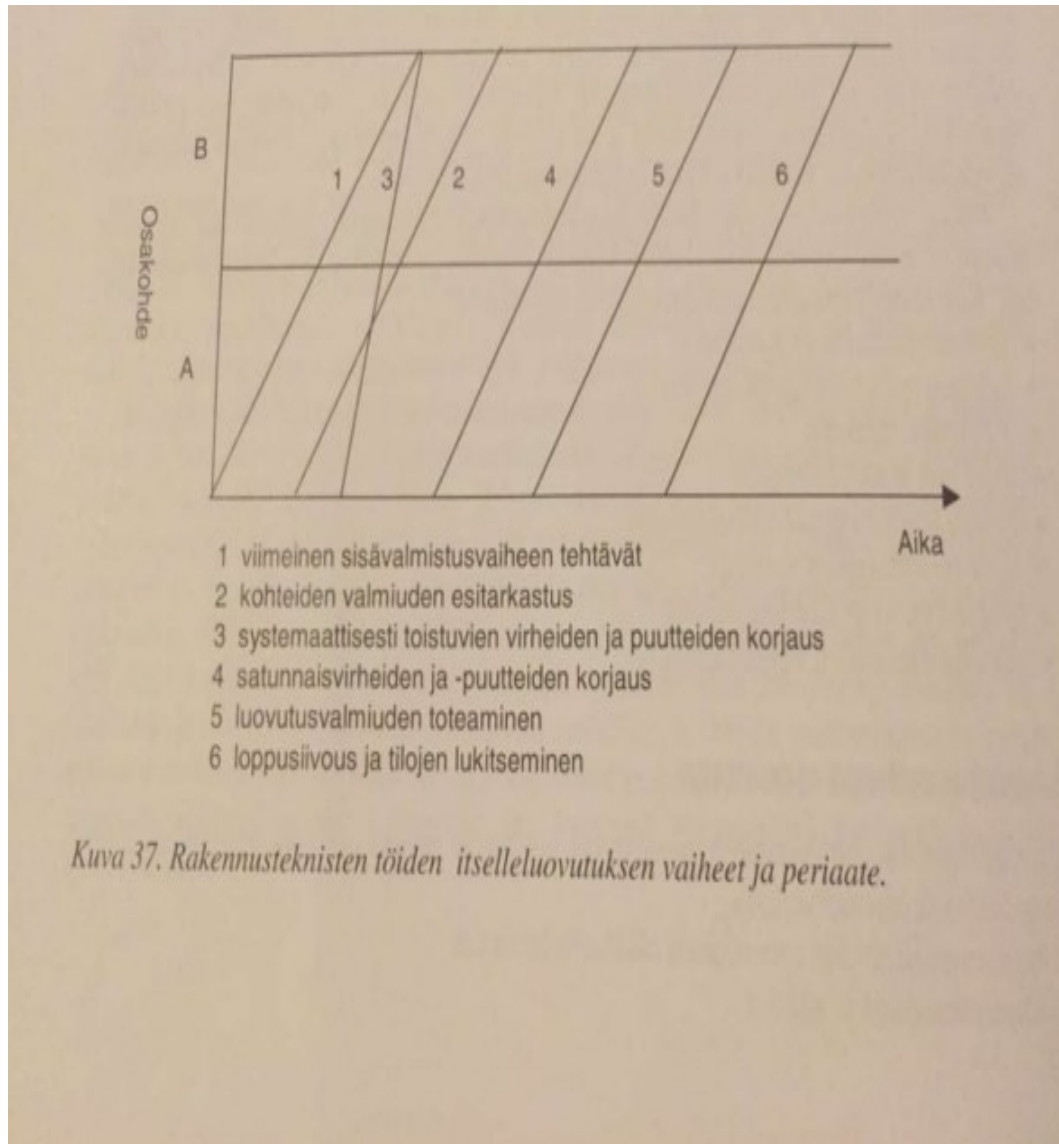 B
1 3 2 4 5 6
Osakohde
A
Aika
1 viimeinen sisävalmistusvaiheen tehtävät
2 kohteiden valmiuden esitarkastus
3 systemaattisesti toistuvien virheiden ja puutteiden korjaus
4 satunnaisvirheiden ja -puutteiden korjaus
5 luovutusvalmiuden toteaminen
6 loppusiivous ja tilojen lukitseminen
Kuva 37. Rakennusteknisten töiden itselleluovutuksen vaiheet ja periaate.